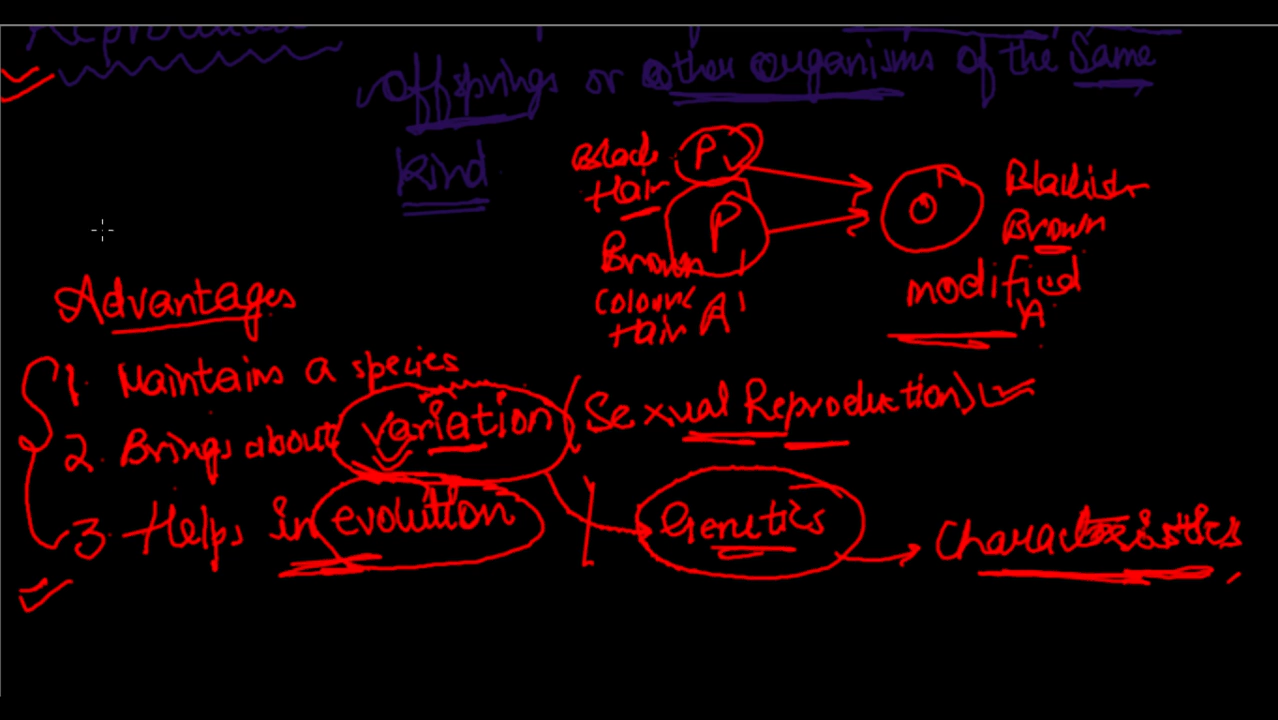 Reproduction
offsprings or other organisms of the same
kind
Black
Hair
P
P
O
Blackish
Brown
Brown
Colour
Hair A'
modified
A'
Advantages
1. Maintains a species
2. Brings about variation (Sexual Reproduction)
3. Helps in evolution
Genetics
Characteristics